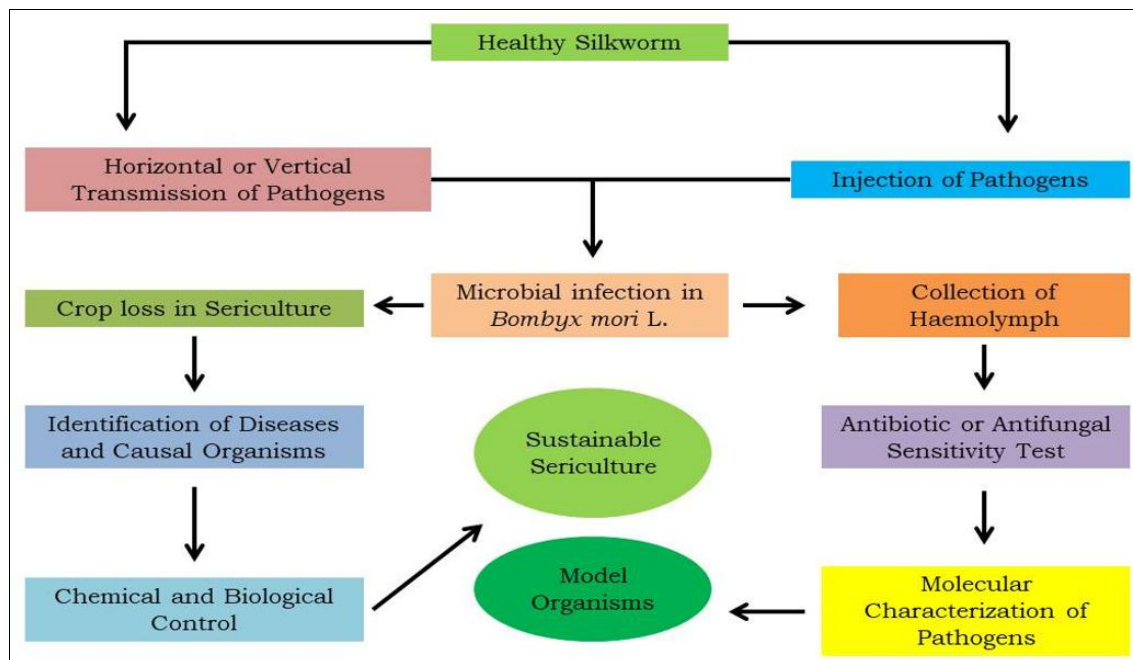 Healthy Silkworm
Horizontal or Vertical
Transmission of Pathogens
Injection of Pathogens
Crop loss in Sericulture
Microbial infection in
Bombyx mori L.
Collection of
Haemolymph
Identification of Diseases
and Causal Organisms
Sustainable
Sericulture
Antibiotic or Antifungal
Sensitivity Test
Chemical and Biological
Control
Model
Organisms
Molecular
Characterization of
Pathogens